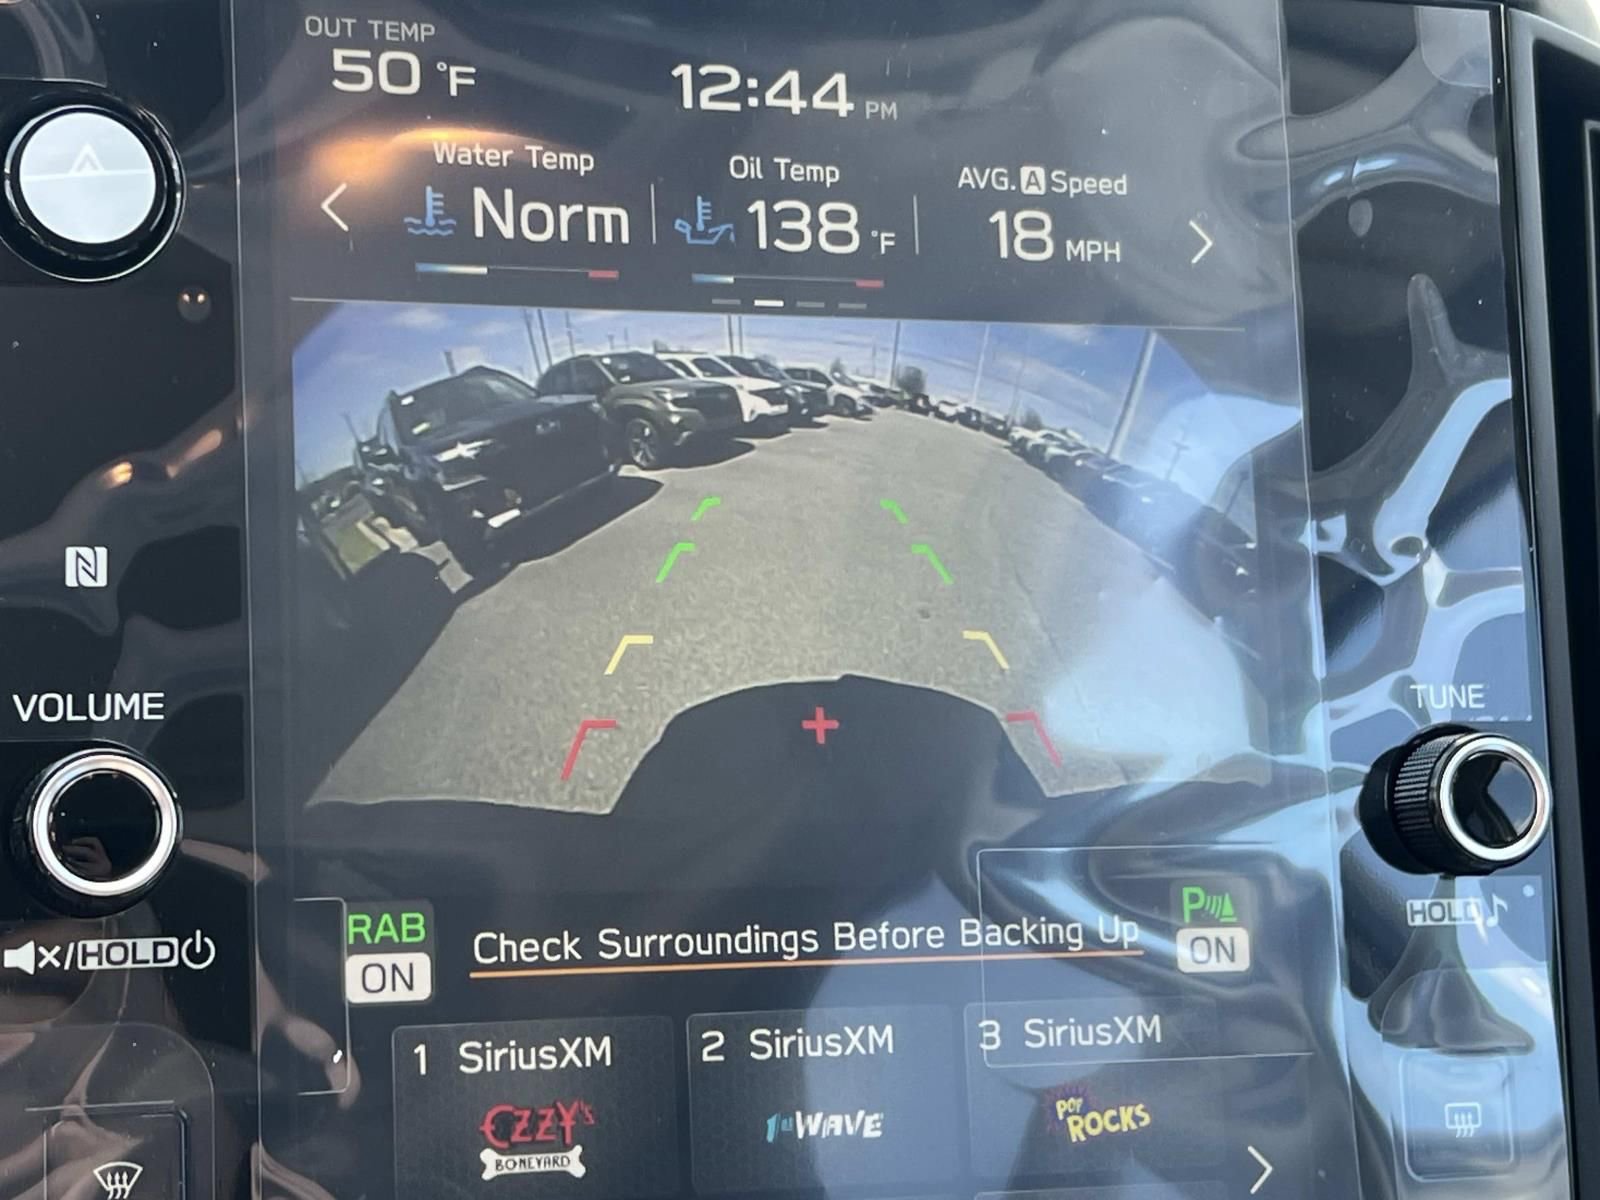 OUT TEMP
50 °F
12:44 PM
Water Temp
Norm
Oil Temp
138 °F
AVG. A Speed
18 MPH
VOLUME
TUNE
/HOLD
HOLD
RAB
ON
Check Surroundings Before Backing Up
P
ON
1 SiriusXM
2 SiriusXM
3 SiriusXM
OZZY's
BONEYARD
1st WAVE
POP
ROCKS